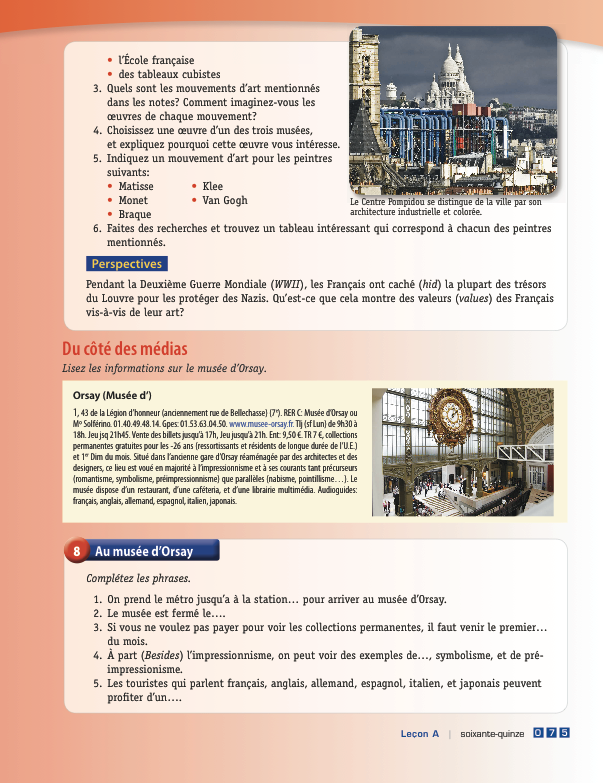 • l'École française
• des tableaux cubistes
3. Quels sont les mouvements d'art mentionnés
dans les notes? Comment imaginez-vous les
œuvres de chaque mouvement?
4. Choisissez une œuvre d'un des trois musées,
et expliquez pourquoi cette œuvre vous intéresse.
5. Indiquez un mouvement d'art pour les peintres
suivants:
• Matisse • Klee
• Monet • Van Gogh
• Braque
Le Centre Pompidou se distingue de la ville par son
architecture industrielle et colorée.
6. Faites des recherches et trouvez un tableau intéressant qui correspond à chacun des peintres
mentionnés.
Perspectives
Pendant la Deuxième Guerre Mondiale (WWII), les Français ont caché (hid) la plupart des trésors
du Louvre pour les protéger des Nazis. Qu'est-ce que cela montre des valeurs (values) des Français
vis-à-vis de leur art?
Du côté des médias
Lisez les informations sur le musée d'Orsay.
Orsay (Musée d')
1, 43 de la Légion d'honneur (anciennement rue de Bellechasse) (7e). RER C: Musée d'Orsay ou
Mo Solférino. 01.40.49.48.14. Gpes: 01.53.63.04.50. www.musee-orsay.fr. Tlj (sf Lun) de 9h30 à
18h. Jeu jsq 21h45. Vente des billets jusqu'à 17h, Jeu jusqu'à 21h. Ent: 9,50 €. TR 7 €, collections
permanentes gratuites pour les -26 ans (ressortissants et résidents de longue durée de l'U.E.)
et 1er Dim du mois. Situé dans l'ancienne gare d'Orsay réaménagée par des architectes et des
designers, ce lieu est voué en majorité à l'impressionnisme et à ses courants tant précurseurs
(romantisme, symbolisme, préimpressionnisme) que parallèles (nabisme, pointillisme…). Le
musée dispose d'un restaurant, d'une caféteria, et d'une librairie multimédia. Audioguides:
français, anglais, allemand, espagnol, italien, japonais.
8 Au musée d'Orsay
Complétez les phrases.
1. On prend le métro jusqu'a à la station… pour arriver au musée d'Orsay.
2. Le musée est fermé le….
3. Si vous ne voulez pas payer pour voir les collections permanentes, il faut venir le premier…
du mois.
4. À part (Besides) l'impressionnisme, on peut voir des exemples de…, symbolisme, et de pré-
impressionisme.
5. Les touristes qui parlent français, anglais, allemand, espagnol, italien, et japonais peuvent
profiter d'un….
Leçon A | soixante-quinze 075